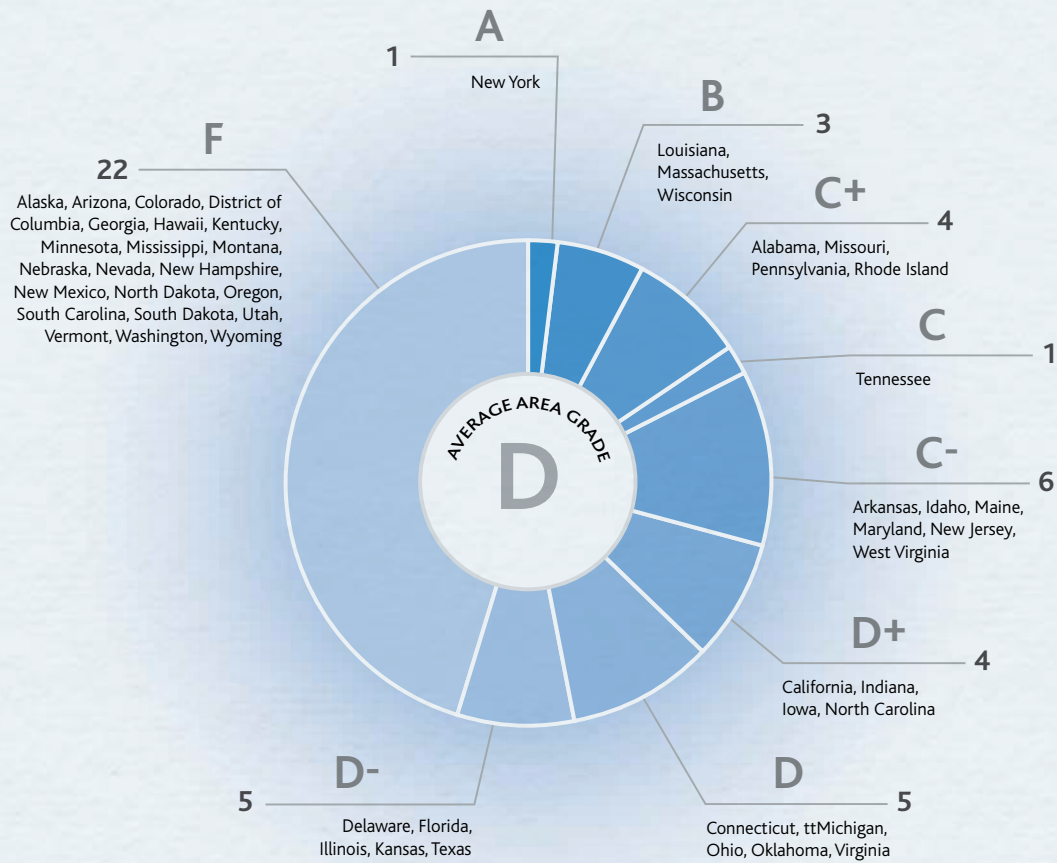 A
1
New York
B
3
Louisiana,
Massachusetts,
Wisconsin
C+
4
Alabama, Missouri,
Pennsylvania, Rhode Island
C
1
Tennessee
C-
6
Arkansas, Idaho, Maine,
Maryland, New Jersey,
West Virginia
D+
4
California, Indiana,
Iowa, North Carolina
D
5
Connecticut, ttMichigan,
Ohio, Oklahoma, Virginia
D-
5
Delaware, Florida,
Illinois, Kansas, Texas
F
22
Alaska, Arizona, Colorado, District of
Columbia, Georgia, Hawaii, Kentucky,
Minnesota, Mississippi, Montana,
Nebraska, Nevada, New Hampshire,
New Mexico, North Dakota, Oregon,
South Carolina, South Dakota, Utah,
Vermont, Washington, Wyoming
AVERAGE AREA GRADE
D